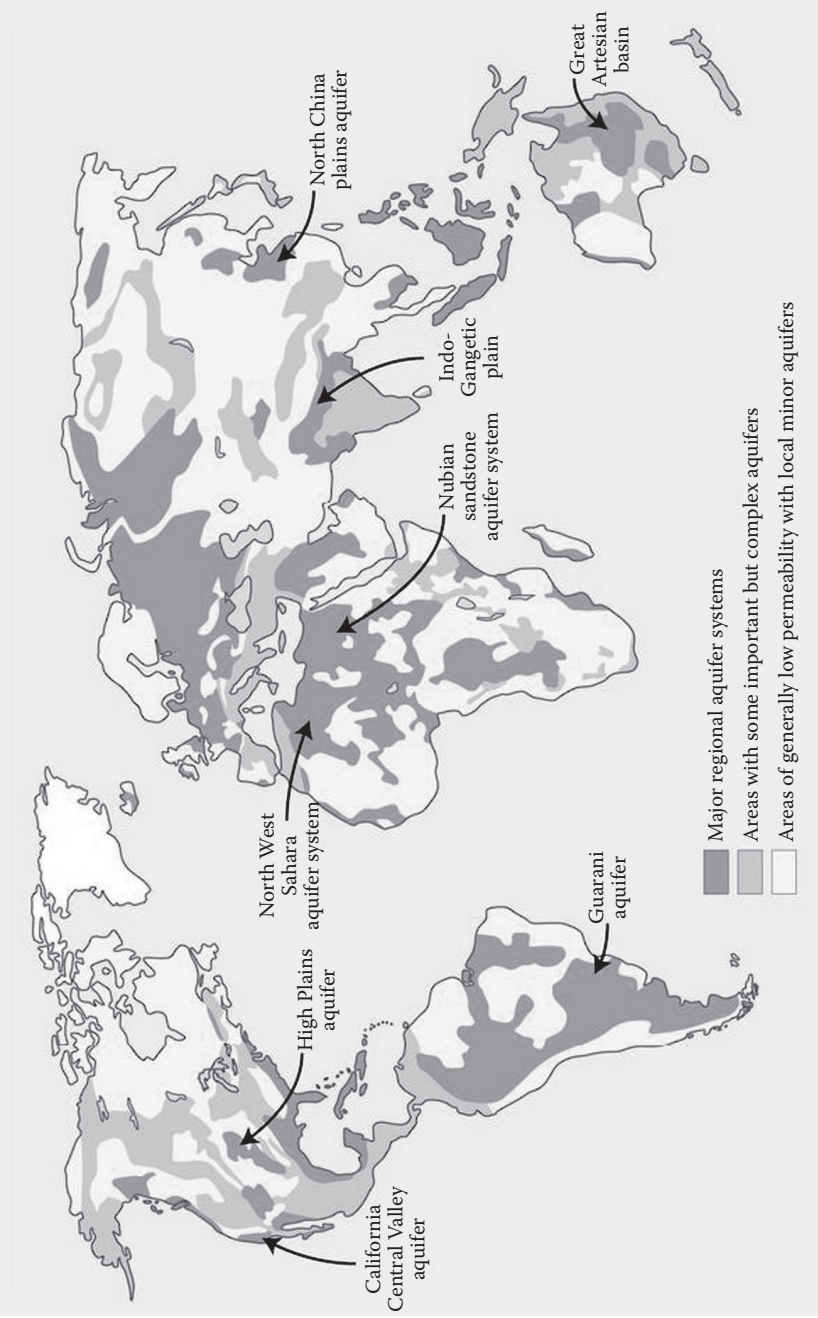 California
Central Valley
aquifer
High Plains
aquifer
Guarani
aquifer
North West
Sahara
aquifer system
Nubian
sandstone
aquifer system
Indo-
Gangetic
plain
North China
plains aquifer
Great
Artesian
basin
Major regional aquifer systems
Areas with some important but complex aquifers
Areas of generally low permeability with local minor aquifers